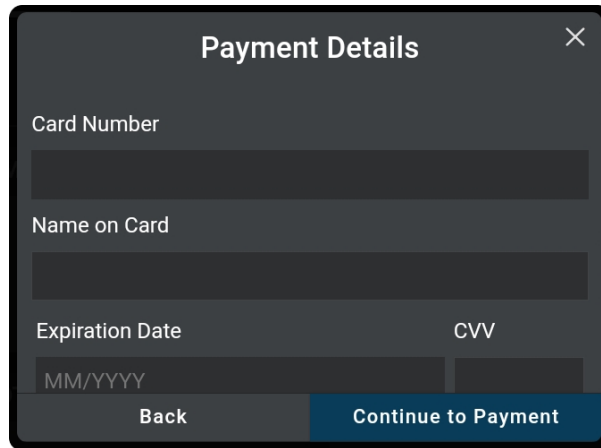 Payment Details
Card Number
Name on Card
Expiration Date CVV
MM/YYYY
Back Continue to Payment